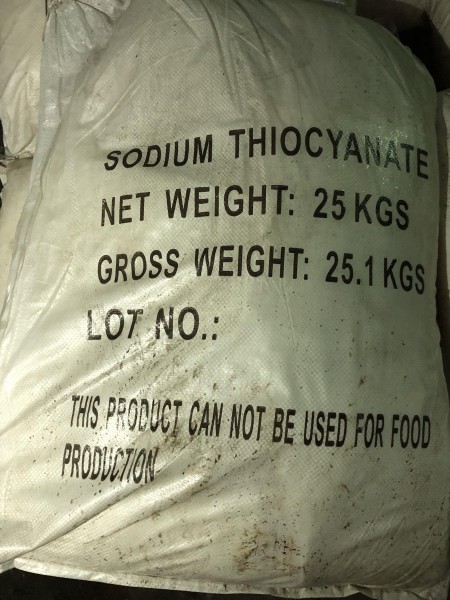 SODIUM THIOCYANATE
NET WEIGHT: 25 KGS
GROSS WEIGHT: 25.1 KGS
LOT NO.:
THIS PRODUCT CAN NOT BE USED FOR FOOD
PRODUCTION